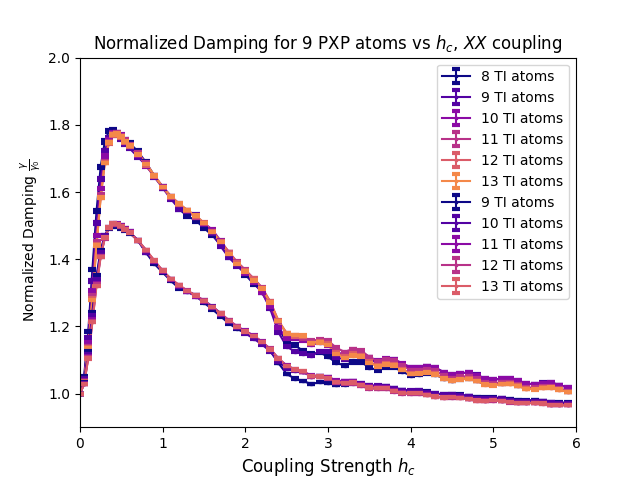 Normalized Damping for 9 PXP atoms vs h_c, XX coupling
2.0
1.8
1.6
1.4
1.2
1.0
Normalized Damping γ/γ₀
8 TI atoms
9 TI atoms
10 TI atoms
11 TI atoms
12 TI atoms
13 TI atoms
9 TI atoms
10 TI atoms
11 TI atoms
12 TI atoms
13 TI atoms
0 1 2 3 4 5 6
Coupling Strength h_c